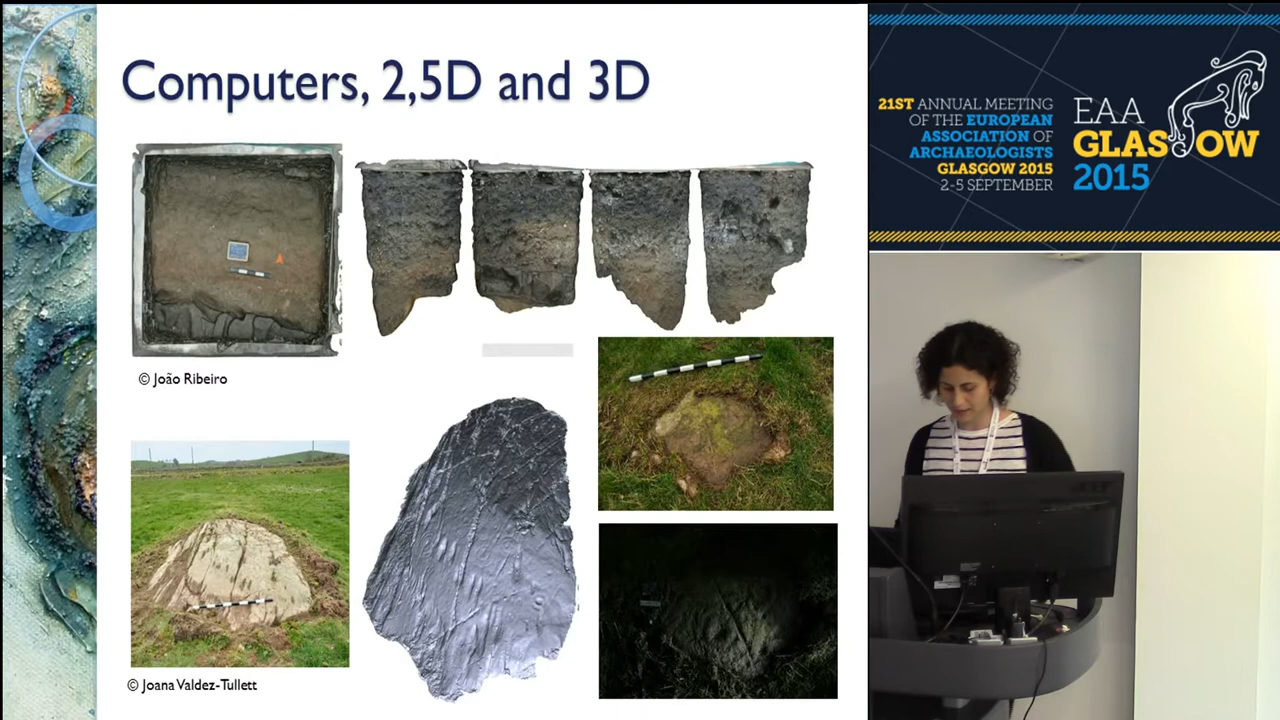 Computers, 2,5D and 3D
© João Ribeiro
© Joana Valdez-Tullett
21ST ANNUAL MEETING
OF THE EUROPEAN
ASSOCIATION OF
ARCHAEOLOGISTS
GLASGOW 2015
2-5 SEPTEMBER
EAA
GLASGOW
2015